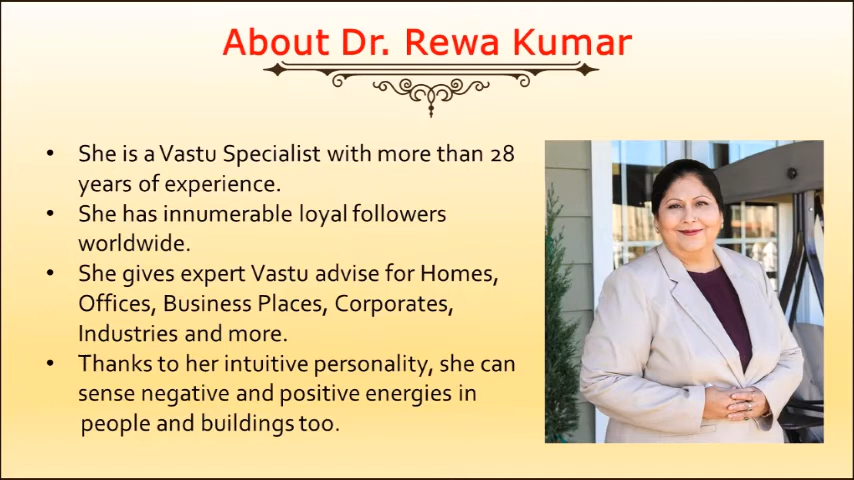 About Dr. Rewa Kumar
• She is a Vastu Specialist with more than 28
years of experience.
• She has innumerable loyal followers
worldwide.
• She gives expert Vastu advise for Homes,
Offices, Business Places, Corporates,
Industries and more.
• Thanks to her intuitive personality, she can
sense negative and positive energies in
people and buildings too.